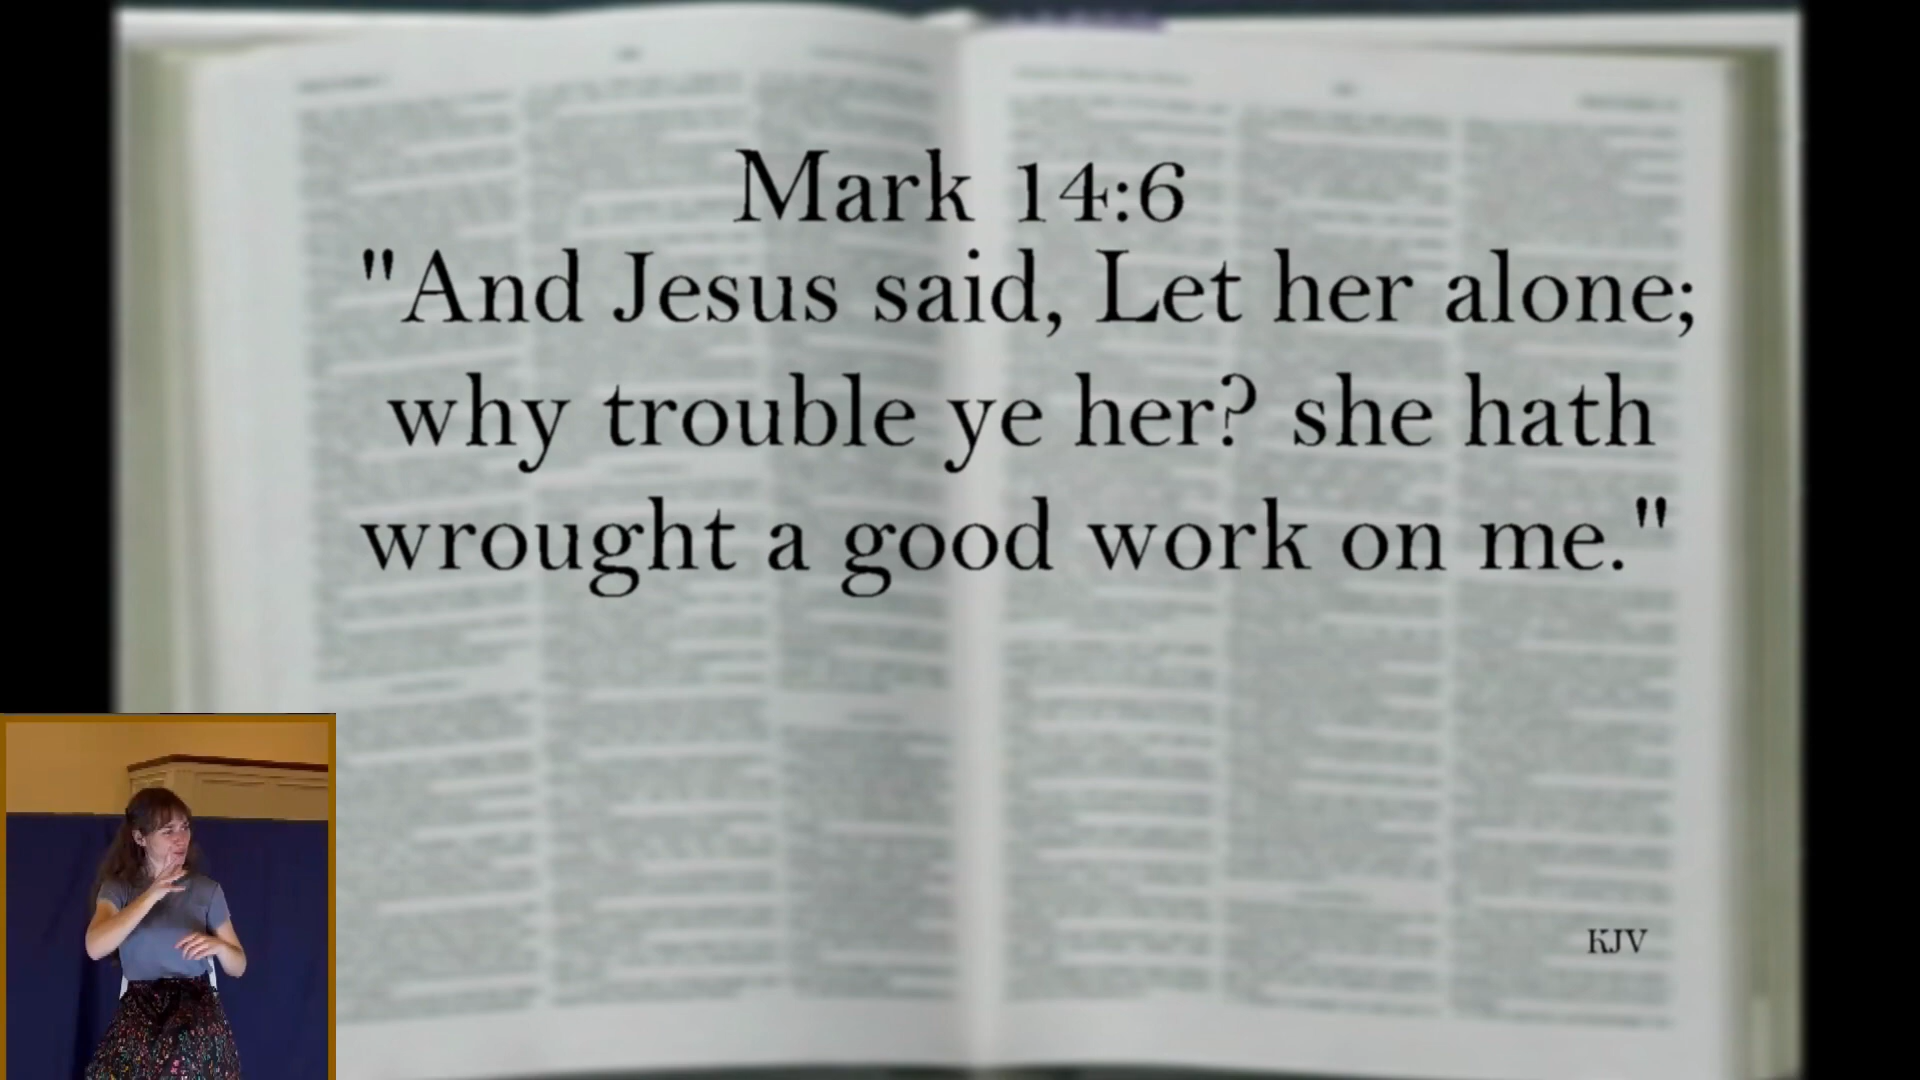 Mark 14:6
"And Jesus said, Let her alone;
why trouble ye her? she hath
wrought a good work on me."
KJV